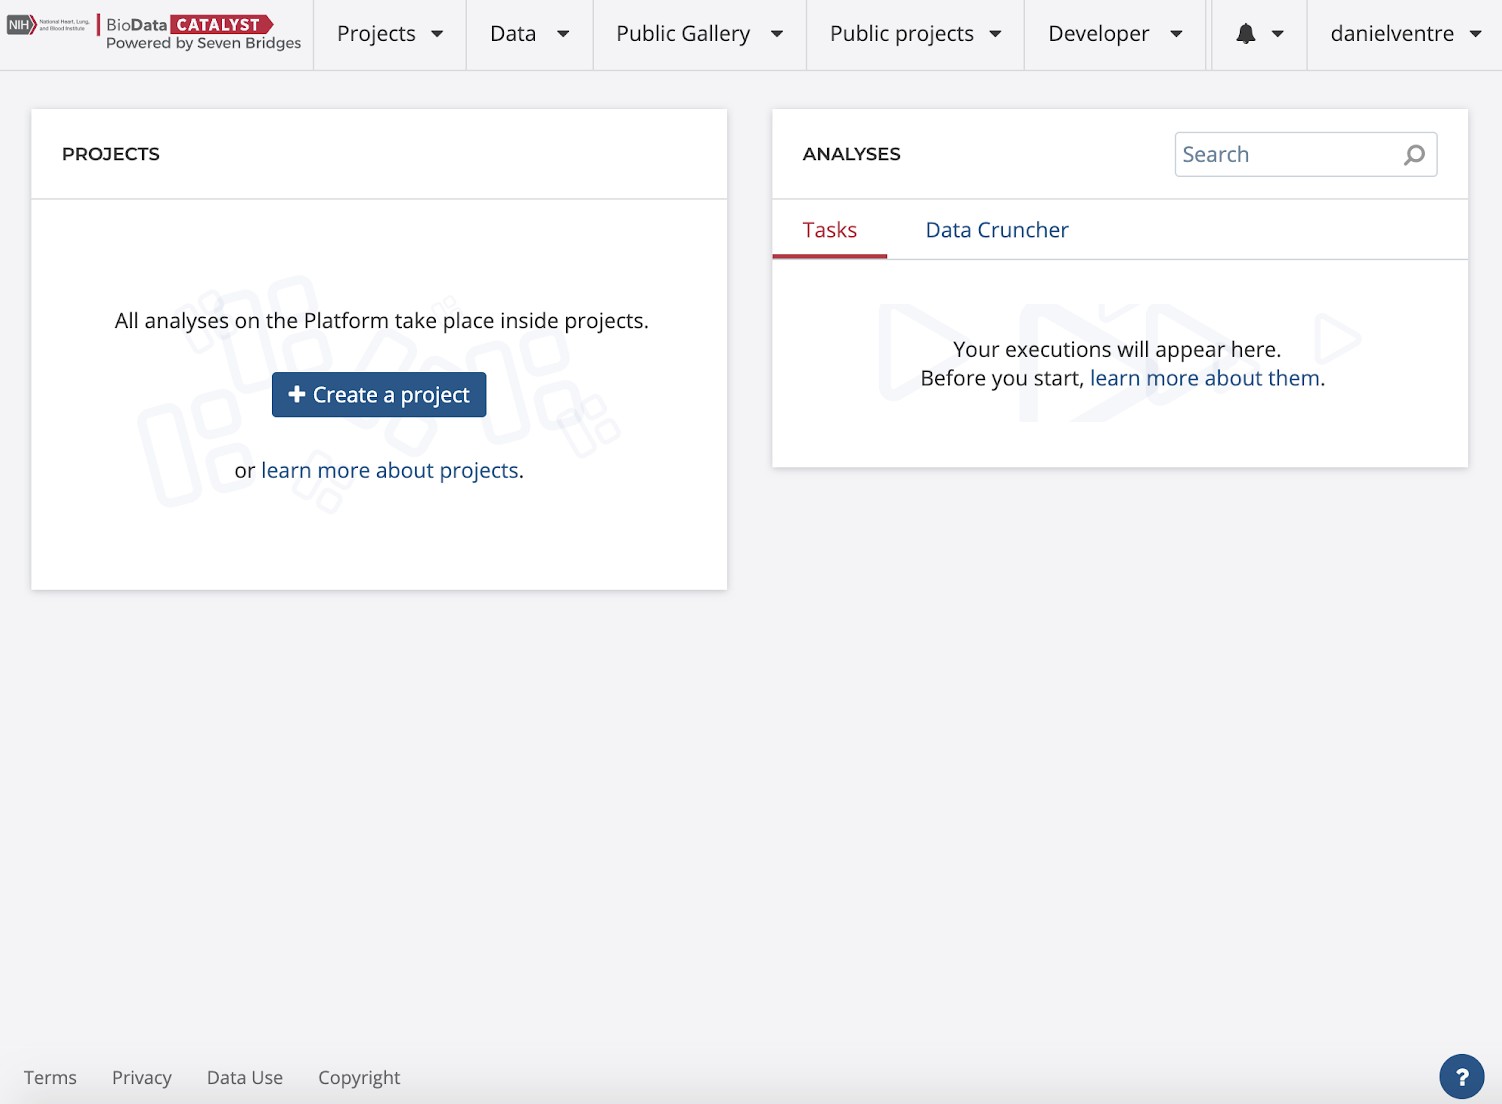 NIH National Heart, Lung, and Blood Institute
BioData CATALYST
Powered by Seven Bridges
Projects
Data
Public Gallery
Public projects
Developer
danielventre
PROJECTS
All analyses on the Platform take place inside projects.
+ Create a project
or learn more about projects.
ANALYSES
Search
Tasks
Data Cruncher
Your executions will appear here.
Before you start, learn more about them.
Terms
Privacy
Data Use
Copyright
?